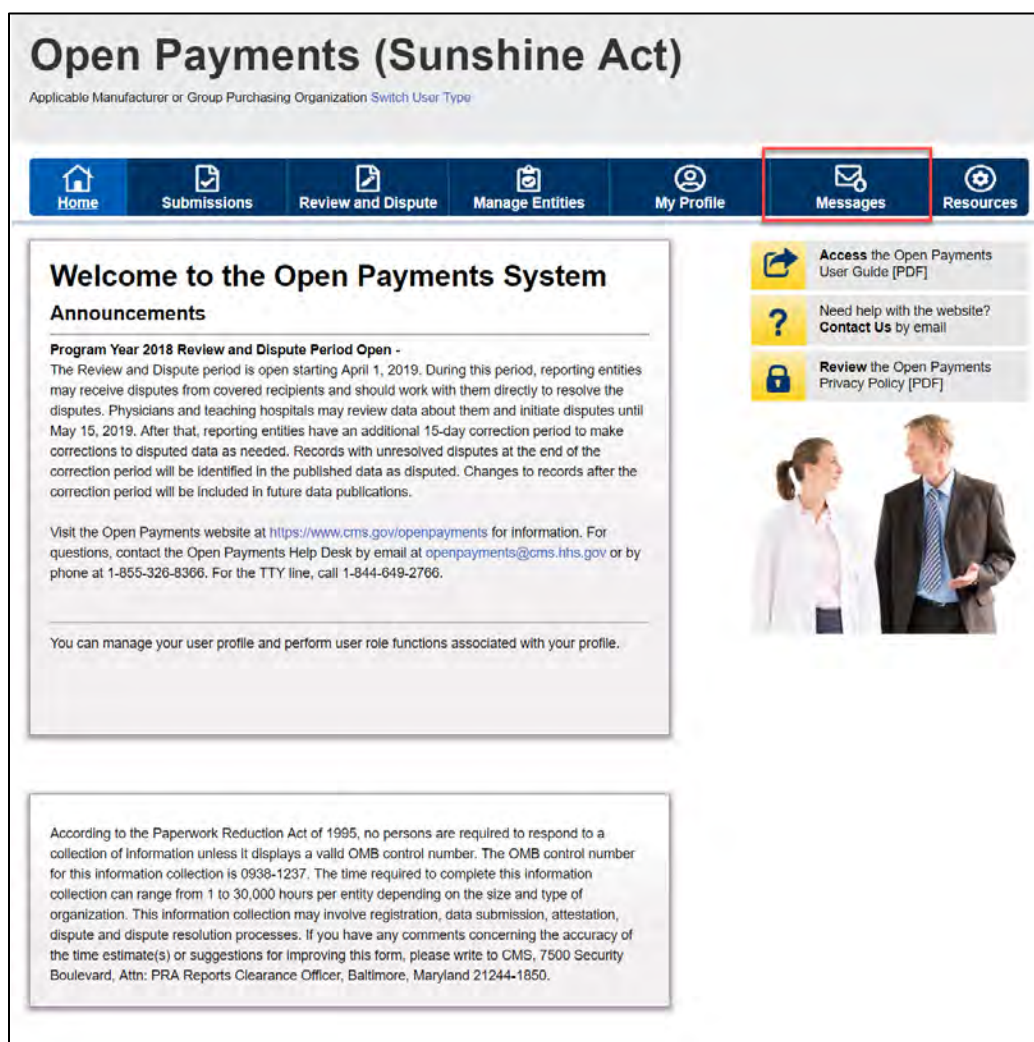 Open Payments (Sunshine Act)
Applicable Manufacturer or Group Purchasing Organization Switch User Type
Home
Submissions
Review and Dispute
Manage Entities
My Profile
Messages
Resources
Welcome to the Open Payments System
Announcements
Program Year 2018 Review and Dispute Period Open -
The Review and Dispute period is open starting April 1, 2019. During this period, reporting entities
may receive disputes from covered recipients and should work with them directly to resolve the
disputes. Physicians and teaching hospitals may review data about them and initiate disputes until
May 15, 2019. After that, reporting entities have an additional 15-day correction period to make
corrections to disputed data as needed. Records with unresolved disputes at the end of the
correction period will be identified in the published data as disputed. Changes to records after the
correction period will be included in future data publications.
Visit the Open Payments website at https://www.cms.gov/openpayments for information. For
questions, contact the Open Payments Help Desk by email at openpayments@cms.hhs.gov or by
phone at 1-855-326-8366. For the TTY line, call 1-844-649-2766.
You can manage your user profile and perform user role functions associated with your profile.
Access the Open Payments
User Guide [PDF]
Need help with the website?
Contact Us by email
Review the Open Payments
Privacy Policy [PDF]
According to the Paperwork Reduction Act of 1995, no persons are required to respond to a
collection of information unless it displays a valid OMB control number. The OMB control number
for this information collection is 0938-1237. The time required to complete this information
collection can range from 1 to 30,000 hours per entity depending on the size and type of
organization. This information collection may involve registration, data submission, attestation,
dispute and dispute resolution processes. If you have any comments concerning the accuracy of
the time estimate(s) or suggestions for improving this form, please write to CMS, 7500 Security
Boulevard, Attn: PRA Reports Clearance Officer, Baltimore, Maryland 21244-1850.